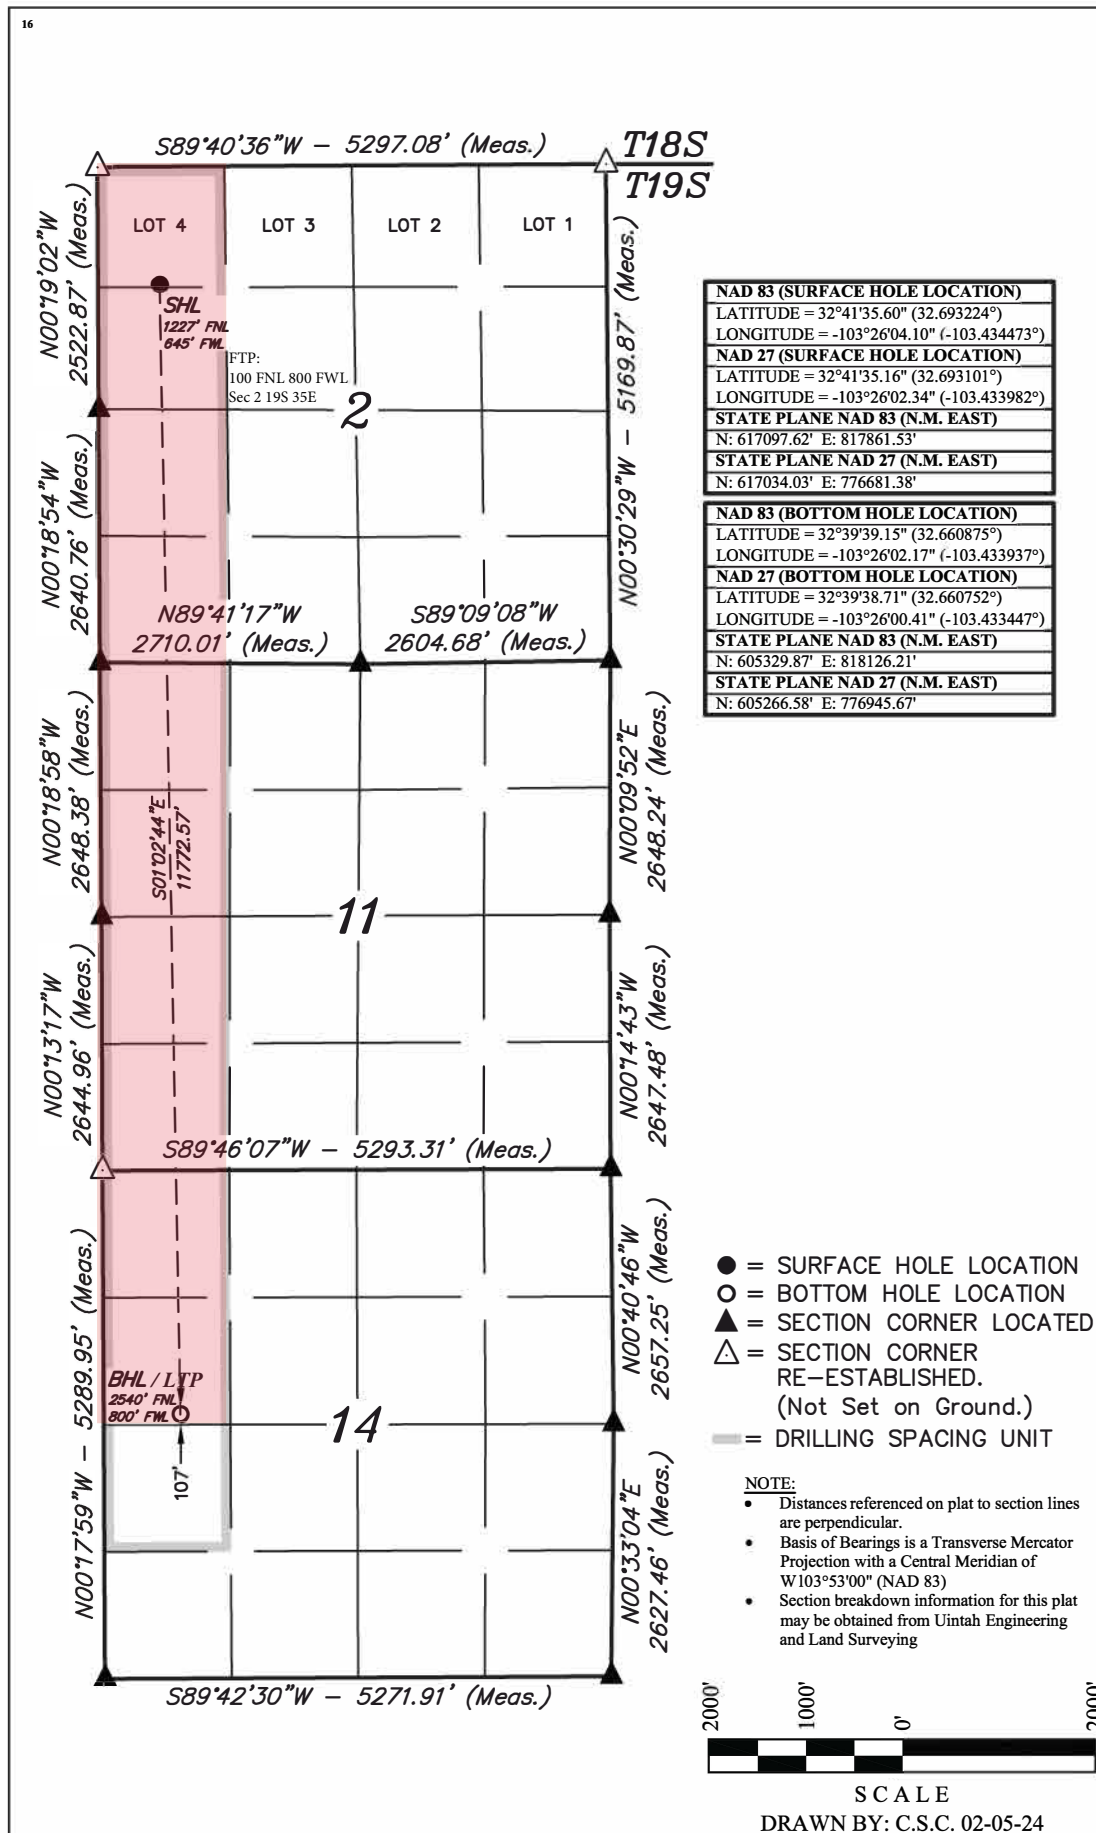 16
S89°40'36"W – 5297.08' (Meas.)
T18S
T19S
N00°19'02"W
2522.87' (Meas.)
LOT 4
LOT 3
LOT 2
LOT 1
SHL
1227' FNL
645' FWL
FTP:
100 FNL 800 FWL
Sec 2 19S 35E
2
N00°30'29"W – 5169.87' (Meas.)
N00°18'54"W
2640.76' (Meas.)
N89°41'17"W
2710.01' (Meas.)
S89°09'08"W
2604.68' (Meas.)
N00°18'58"W
2648.38' (Meas.)
S01°02'44"E
11772.57'
N00°09'52"E
2648.24' (Meas.)
11
N00°13'17"W
2644.96' (Meas.)
N00°14'43"W
2647.48' (Meas.)
S89°46'07"W – 5293.31' (Meas.)
N00°17'59"W – 5289.95' (Meas.)
N00°40'46"W
2657.25' (Meas.)
BHL / LTP
2540' FNL
800' FWL
14
107'
N00°33'04"E
2627.46' (Meas.)
S89°42'30"W – 5271.91' (Meas.)
NAD 83 (SURFACE HOLE LOCATION)
LATITUDE = 32°41'35.60" (32.693224°)
LONGITUDE = -103°26'04.10" (-103.434473°)
NAD 27 (SURFACE HOLE LOCATION)
LATITUDE = 32°41'35.16" (32.693101°)
LONGITUDE = -103°26'02.34" (-103.433982°)
STATE PLANE NAD 83 (N.M. EAST)
N: 617097.62' E: 817861.53'
STATE PLANE NAD 27 (N.M. EAST)
N: 617034.03' E: 776681.38'
NAD 83 (BOTTOM HOLE LOCATION)
LATITUDE = 32°39'39.15" (32.660875°)
LONGITUDE = -103°26'02.17" (-103.433937°)
NAD 27 (BOTTOM HOLE LOCATION)
LATITUDE = 32°39'38.71" (32.660752°)
LONGITUDE = -103°26'00.41" (-103.433447°)
STATE PLANE NAD 83 (N.M. EAST)
N: 605329.87' E: 818126.21'
STATE PLANE NAD 27 (N.M. EAST)
N: 605266.58' E: 776945.67'
= SURFACE HOLE LOCATION
= BOTTOM HOLE LOCATION
= SECTION CORNER LOCATED
= SECTION CORNER
RE–ESTABLISHED.
(Not Set on Ground.)
= DRILLING SPACING UNIT
NOTE:
• Distances referenced on plat to section lines
are perpendicular.
• Basis of Bearings is a Transverse Mercator
Projection with a Central Meridian of
W103°53'00" (NAD 83)
• Section breakdown information for this plat
may be obtained from Uintah Engineering
and Land Surveying
2000'
1000'
0'
2000'
SCALE
DRAWN BY: C.S.C. 02-05-24